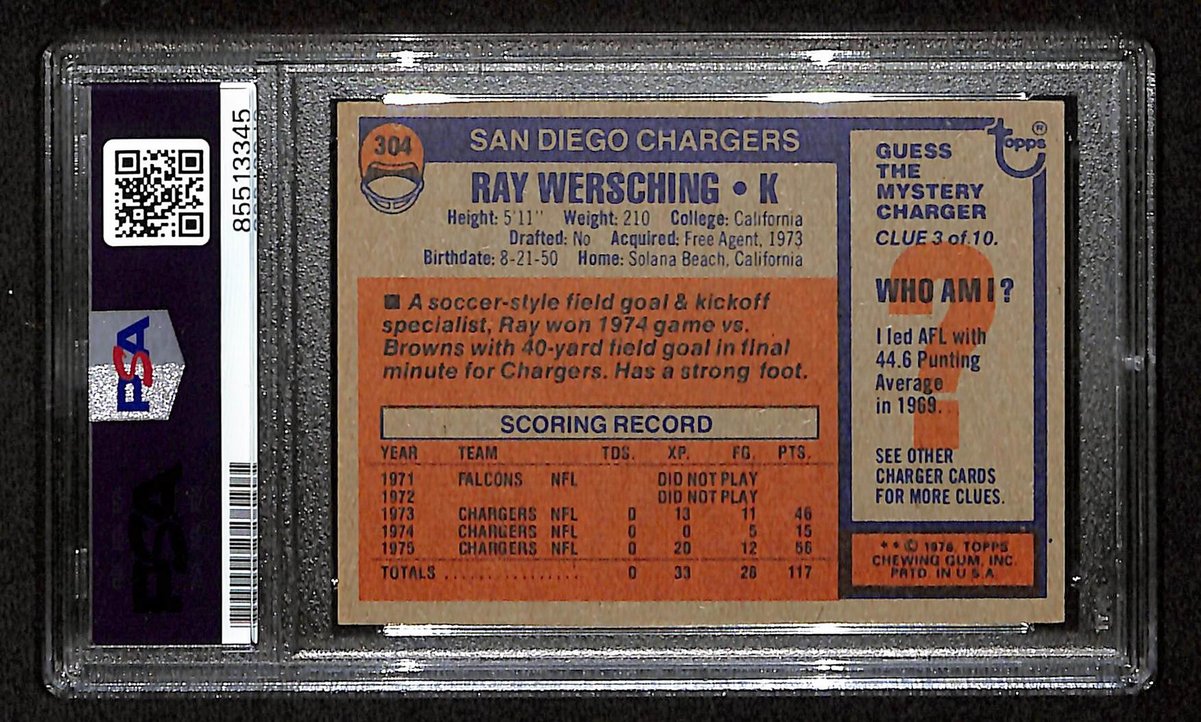 85513345
PSA
PSA
304
SAN DIEGO CHARGERS
RAY WERSCHING • K
Height: 5'11" Weight: 210 College: California
Drafted: No Acquired: Free Agent, 1973
Birthdate: 8-21-50 Home: Solana Beach, California
■ A soccer-style field goal & kickoff
specialist, Ray won 1974 game vs.
Browns with 40-yard field goal in final
minute for Chargers. Has a strong foot.
SCORING RECORD
YEAR TEAM TDS. XP. FG. PTS.
1971 FALCONS NFL DID NOT PLAY
1972 DID NOT PLAY
1973 CHARGERS NFL 0 13 11 46
1974 CHARGERS NFL 0 0 5 15
1975 CHARGERS NFL 0 20 12 56
TOTALS ................ 0 33 28 117
topps ®
GUESS
THE
MYSTERY
CHARGER
CLUE 3 of 10.
?
WHO AM I?
I led AFL with
44.6 Punting
Average
in 1969.
SEE OTHER
CHARGER CARDS
FOR MORE CLUES.
* * © 1976, TOPPS
CHEWING GUM, INC.
PRTD. IN U.S.A.